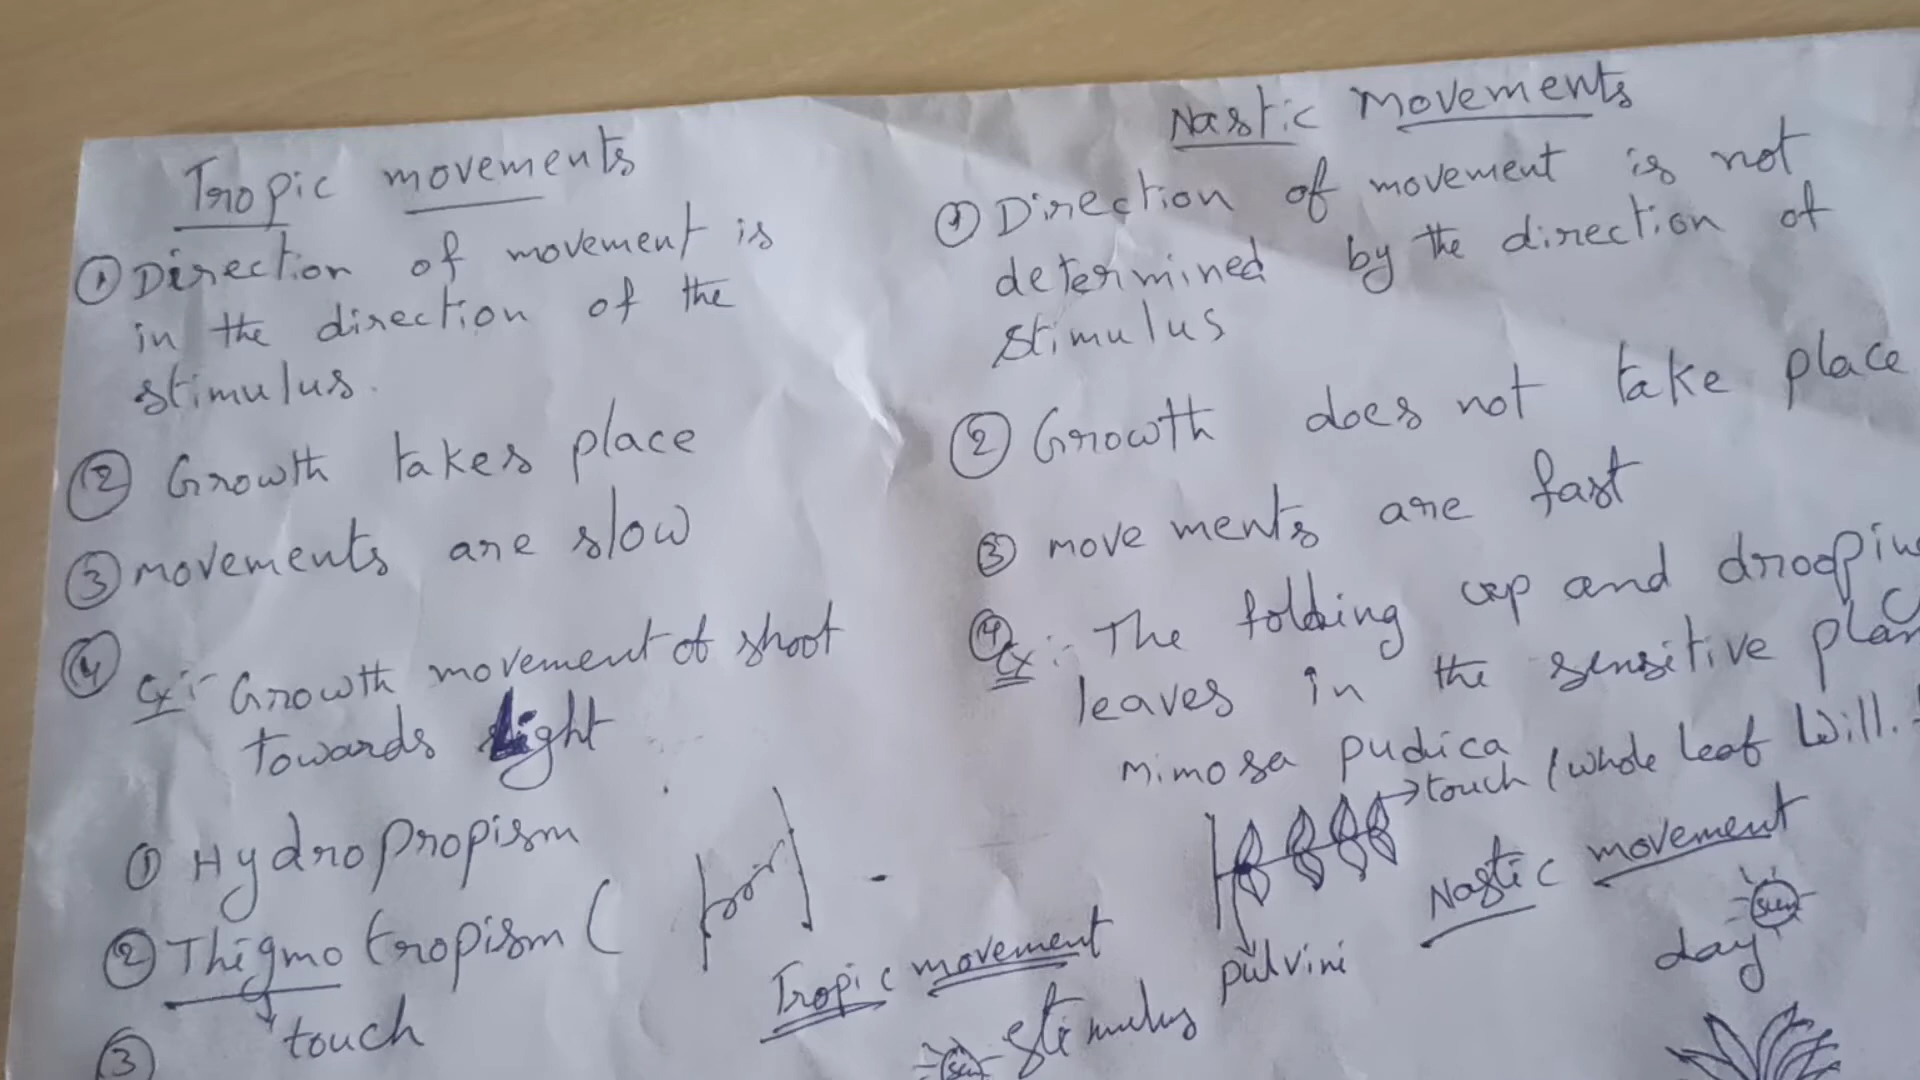 Tropic movements
① Direction of movement is
in the direction of the
stimulus.
② Growth takes place
③ movements are slow
④ Ex:- Growth movement of shoot
towards light
① Hydropropism
② Thigmo tropism (
touch
③
Nastic Movements
① Direction of movement is not
determined by the direction of
stimulus
② Growth does not take place
③ move ments are fast
④ Ex:- The folding up and droopin
leaves in the sensitive plan
mimosa pudica
touch (whole leaf Will.
pulvini
Nastic movement
sun
day
Tropic movement
sun
stimulus